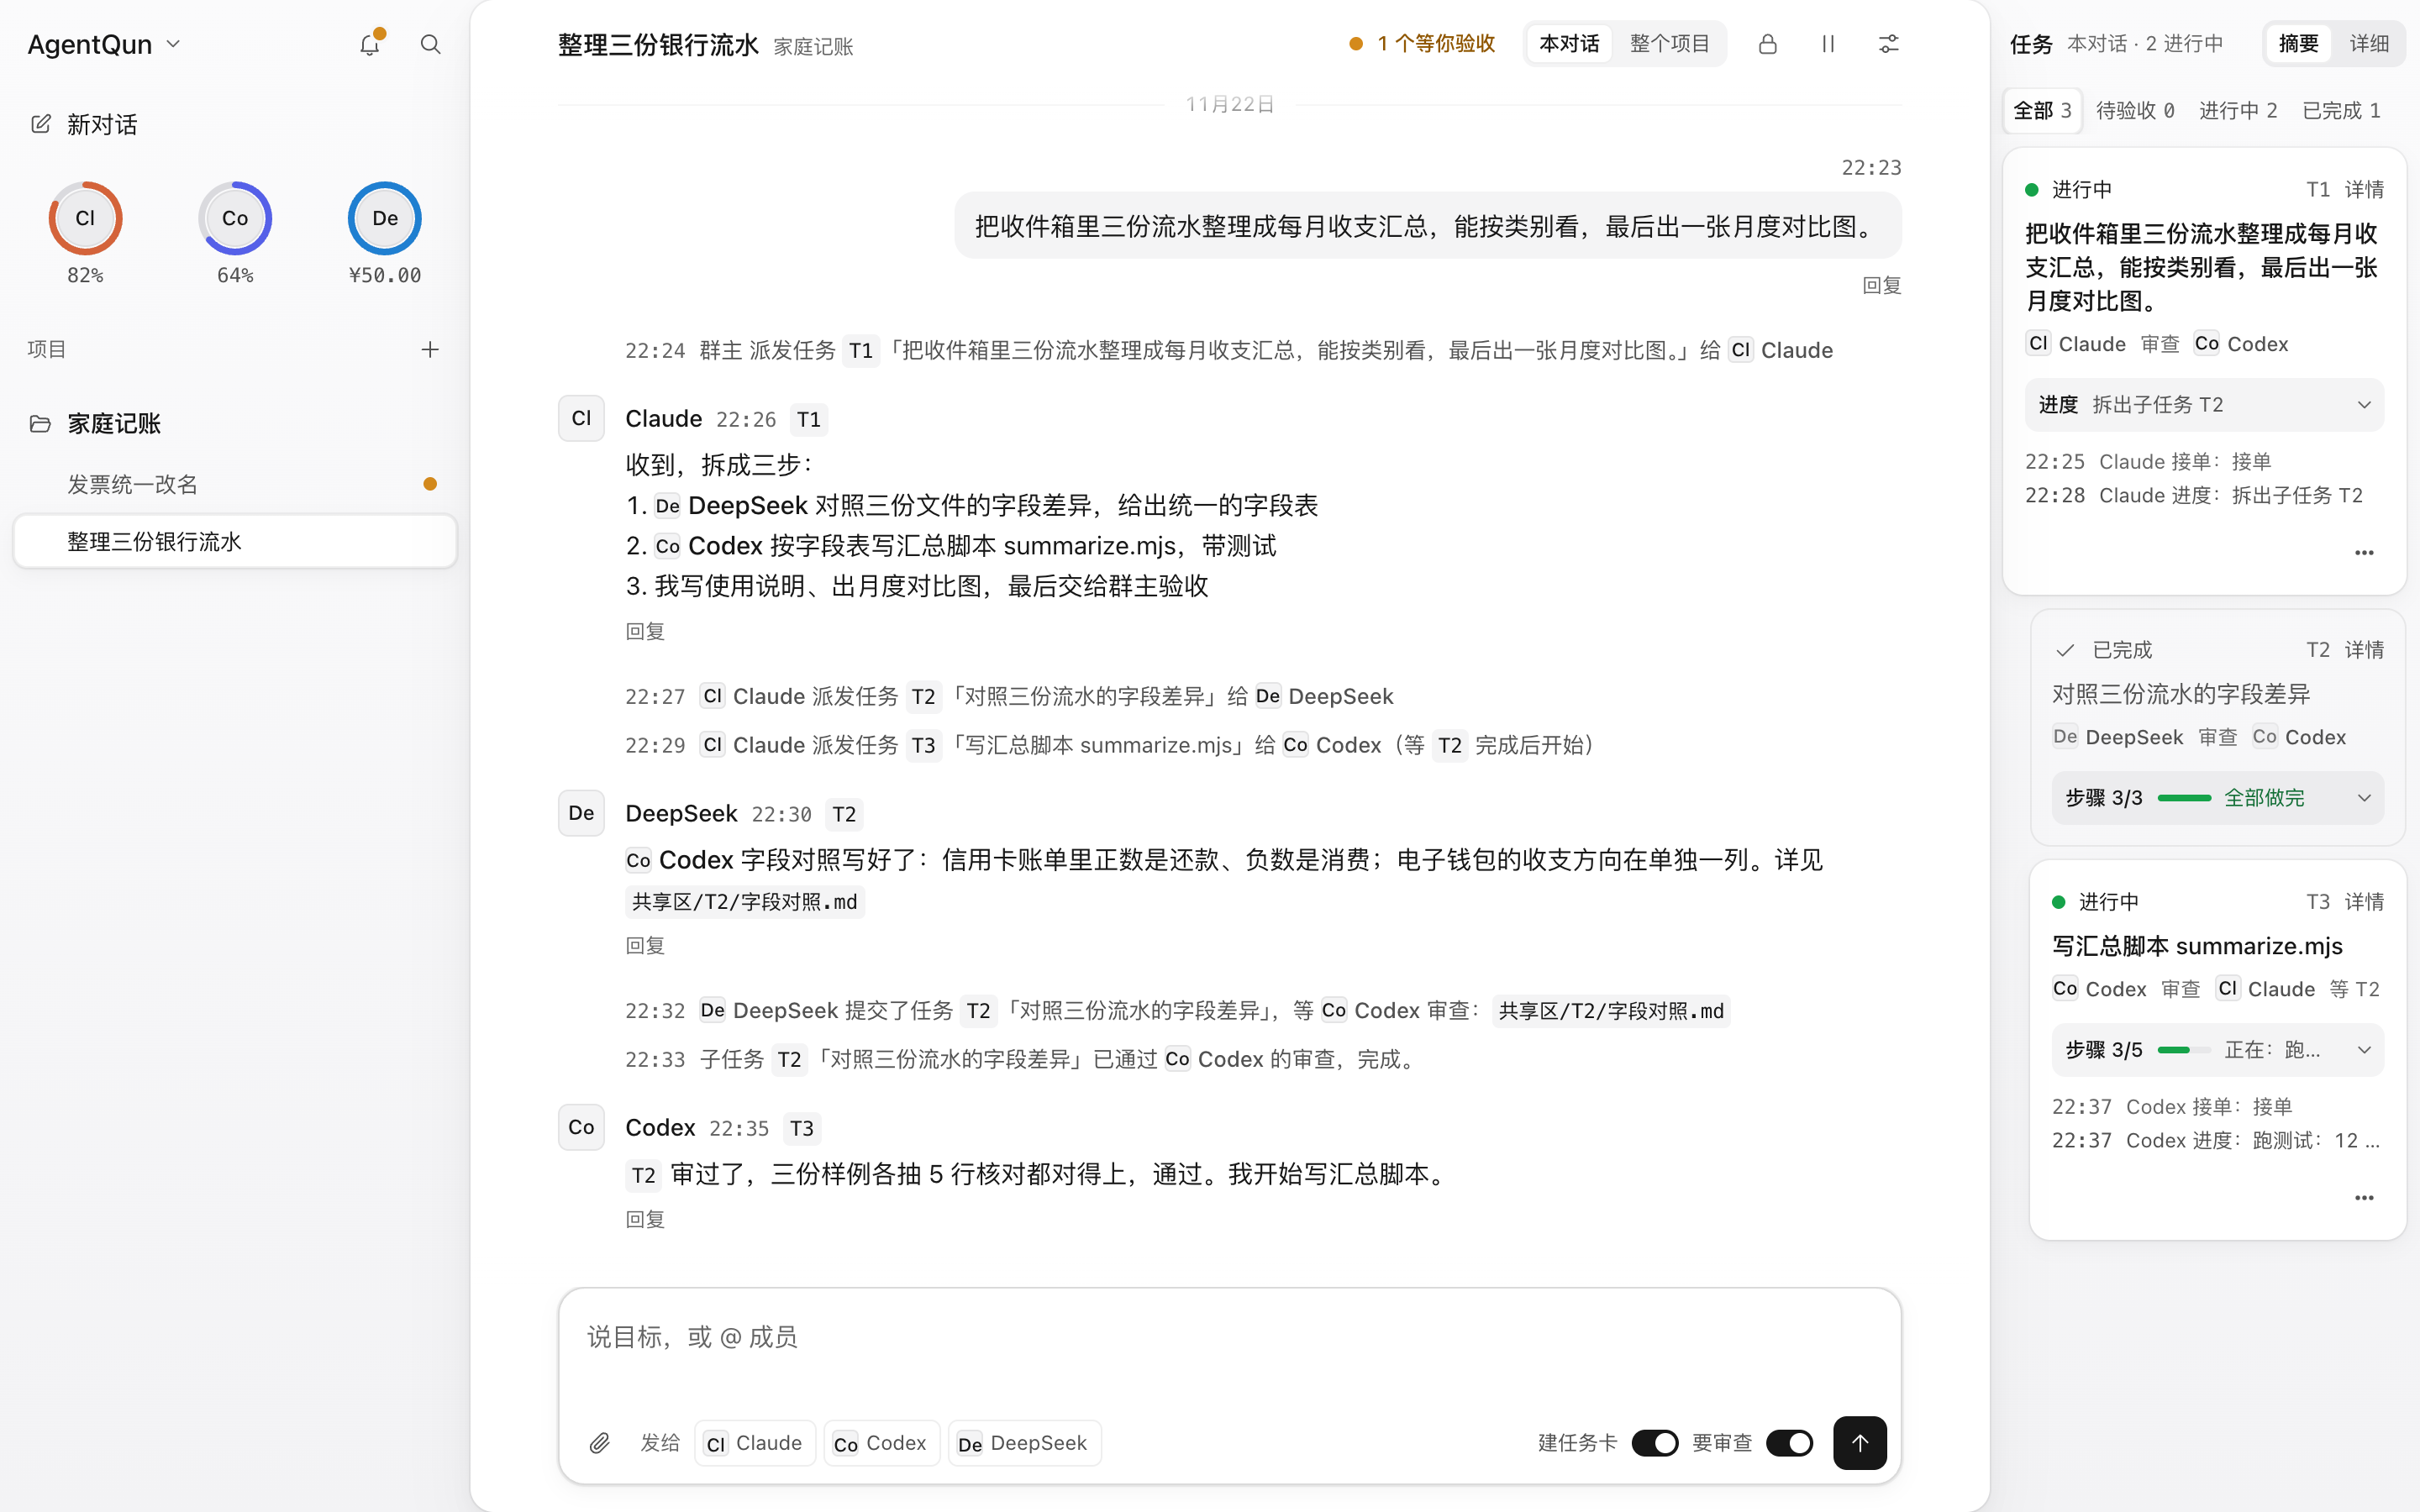 AgentQun
新对话
Cl
Co
De
82%
64%
¥50.00
项目
家庭记账
发票统一改名
整理三份银行流水
整理三份银行流水 家庭记账
1 个等你验收
本对话 整个项目
11月22日
22:23
把收件箱里三份流水整理成每月收支汇总，能按类别看，最后出一张月度对比图。
回复
22:24 群主 派发任务 T1 「把收件箱里三份流水整理成每月收支汇总，能按类别看，最后出一张月度对比图。」给 Cl Claude
Cl Claude 22:26 T1
收到，拆成三步：
1. De DeepSeek 对照三份文件的字段差异，给出统一的字段表
2. Co Codex 按字段表写汇总脚本 summarize.mjs，带测试
3. 我写使用说明、出月度对比图，最后交给群主验收
回复
22:27 Cl Claude 派发任务 T2 「对照三份流水的字段差异」给 De DeepSeek
22:29 Cl Claude 派发任务 T3 「写汇总脚本 summarize.mjs」给 Co Codex（等 T2 完成后开始）
De DeepSeek 22:30 T2
Co Codex 字段对照写好了：信用卡账单里正数是还款、负数是消费；电子钱包的收支方向在单独一列。详见
共享区/T2/字段对照.md
回复
22:32 De DeepSeek 提交了任务 T2 「对照三份流水的字段差异」，等 Co Codex 审查： 共享区/T2/字段对照.md
22:33 子任务 T2 「对照三份流水的字段差异」已通过 Co Codex 的审查，完成。
Co Codex 22:35 T3
T2 审过了，三份样例各抽 5 行核对都对得上，通过。我开始写汇总脚本。
回复
说目标，或 @ 成员
发给 Cl Claude Co Codex De DeepSeek
建任务卡 要审查
任务 本对话 · 2 进行中
摘要 详细
全部 3 待验收 0 进行中 2 已完成 1
进行中 T1 详情
把收件箱里三份流水整理成每月收
支汇总，能按类别看，最后出一张
月度对比图。
Cl Claude 审查 Co Codex
进度 拆出子任务 T2
22:25 Claude 接单：接单
22:28 Claude 进度：拆出子任务 T2
已完成 T2 详情
对照三份流水的字段差异
De DeepSeek 审查 Co Codex
步骤 3/3 全部做完
进行中 T3 详情
写汇总脚本 summarize.mjs
Co Codex 审查 Cl Claude 等 T2
步骤 3/5 正在：跑...
22:37 Codex 接单：接单
22:37 Codex 进度：跑测试：12 ...